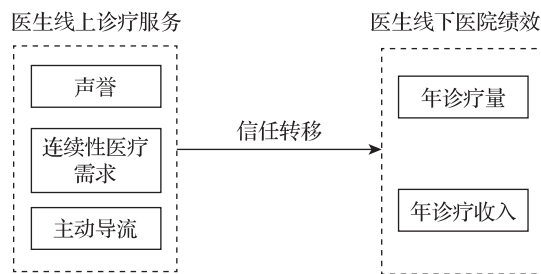 医生线上诊疗服务
医生线下医院绩效
声誉
年诊疗量
信任转移
连续性医疗
需求
主动导流
年诊疗收入